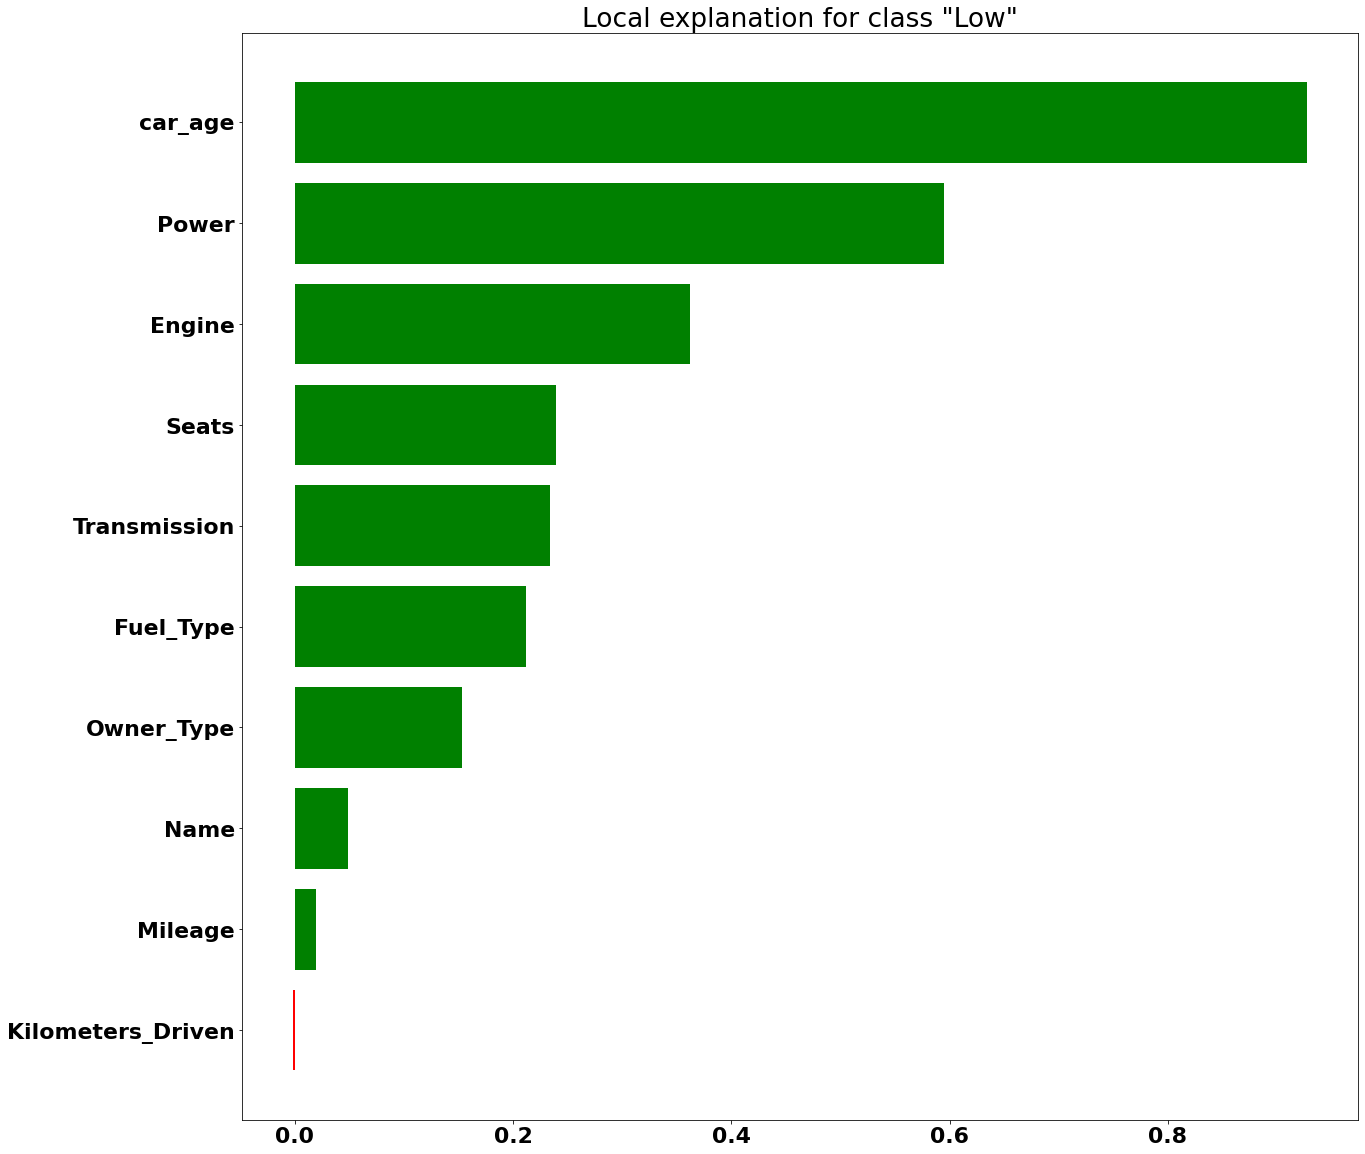 Local explanation for class "Low"
car_age
Power
Engine
Seats
Transmission
Fuel_Type
Owner_Type
Name
Mileage
Kilometers_Driven
0.0 0.2 0.4 0.6 0.8